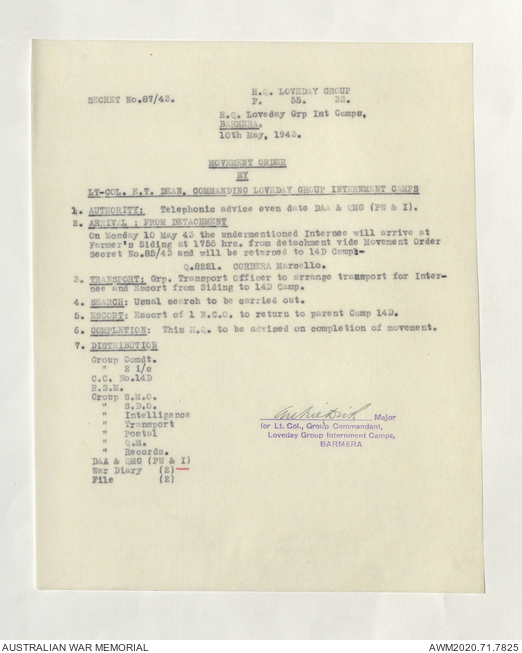 SECRET No.87/43.
H.Q. LOVEDAY GROUP
P. 55. 33.
H.Q. Loveday Grp Int Camps,
BARMERA.
10th May, 1943.
MOVEMENT ORDER
BY
LT-COL. E.T. DEAN, COMMANDING LOVEDAY GROUP INTERNMENT CAMPS
1. AUTHORITY: Telephonic advice even date DAA & QMG (PW & I).
2. ARRIVAL : FROM DETACHMENT
On Monday 10 May 43 the undermentioned Internee will arrive at
Farmer's Siding at 1755 hrs. from detachment vide Movement Order
Secret No.85/43 and will be returned to 14D Camp:-
Q.8221. CORDERA Marcello.
3. TRANSPORT: Grp. Transport Officer to arrange transport for Inter-
nee and Escort from Siding to 14D Camp.
4. SEARCH: Usual search to be carried out.
5. ESCORT: Escort of 1 N.C.O. to return to parent Camp 14D.
6. COMPLETION: This H.Q. to be advised on completion of movement.
7. DISTRIBUTION
Group Comdt.
" 2 i/c
C.C. No.14D
R.S.M.
Group S.M.O.
" S.D.O.
" Intelligence
" Transport
" Postal
" Q.M.
" Records.
DAA & QMG (PW & I)
War Diary (2)
File (2)
Major
for Lt. Col., Group Commandant,
Loveday Group Internment Camps,
BARMERA
AUSTRALIAN WAR MEMORIAL
AWM2020.71.7825